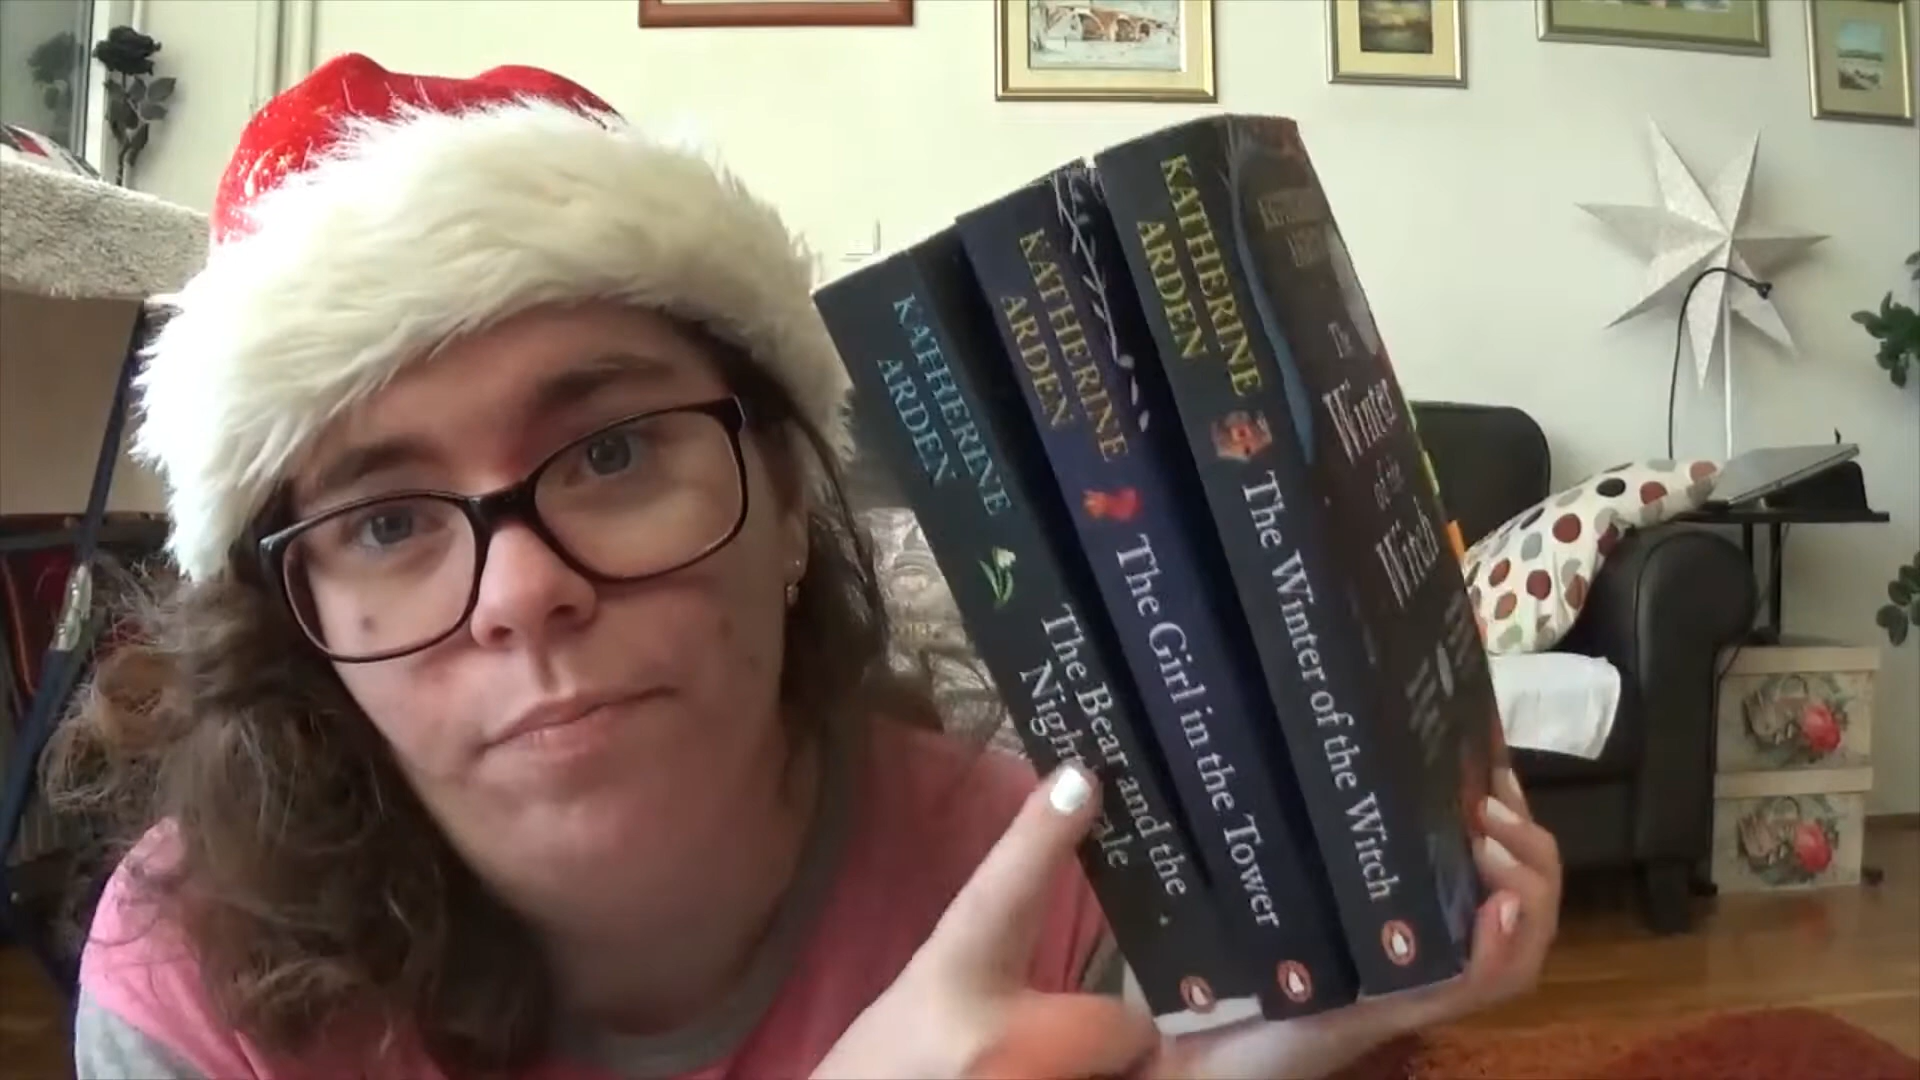 KATHERINE
ARDEN
The Bear and the
KATHERINE
ARDEN
The Girl in the Tower
KATHERINE
ARDEN
The Winter of the Witch
The
Winter
of the
Witch